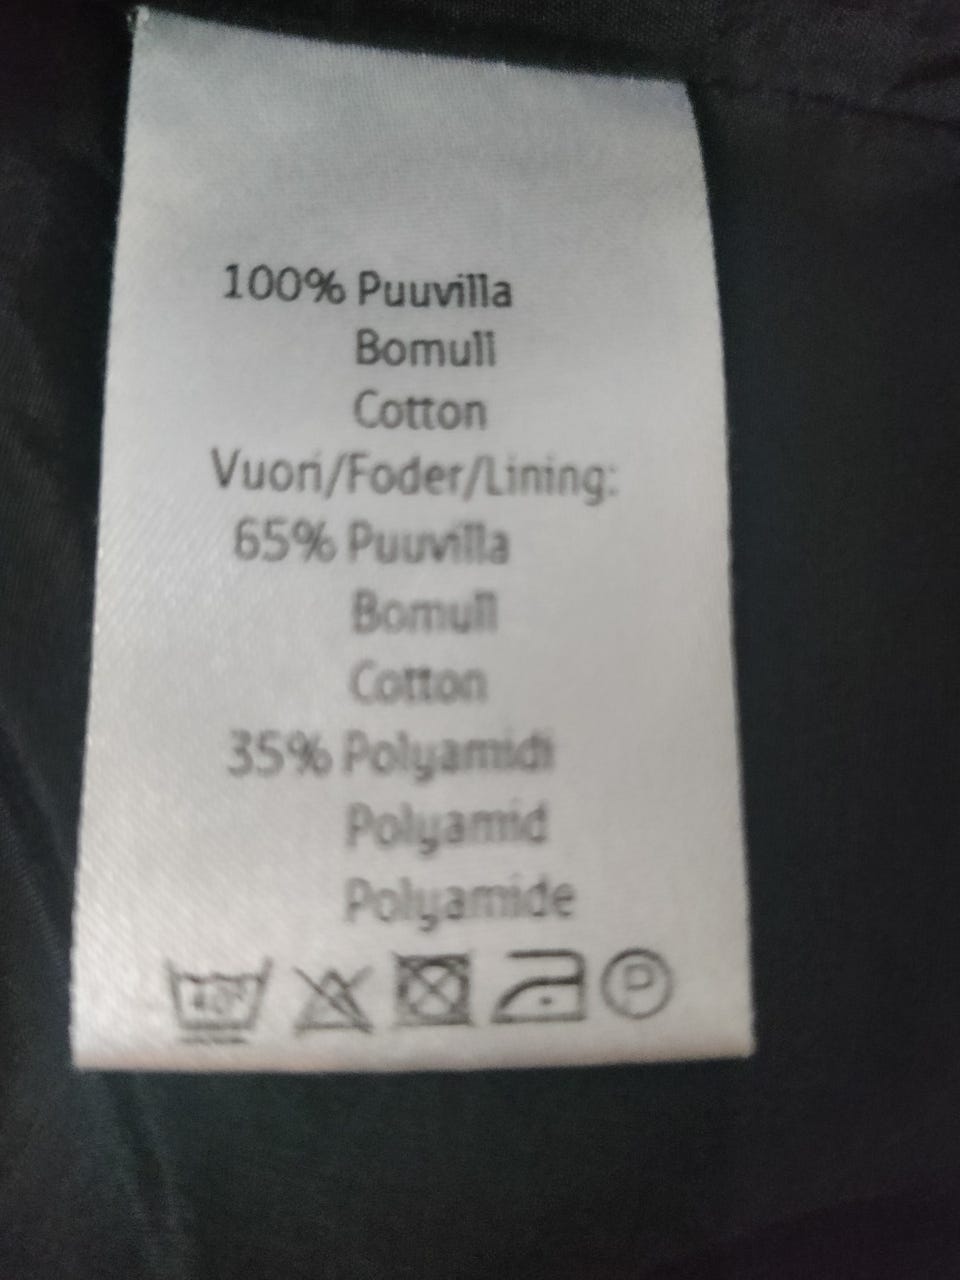 100% Puuvilla
Bomull
Cotton
Vuori/Foder/Lining:
65% Puuvilla
Bomull
Cotton
35% Polyamidi
Polyamid
Polyamide
40° P